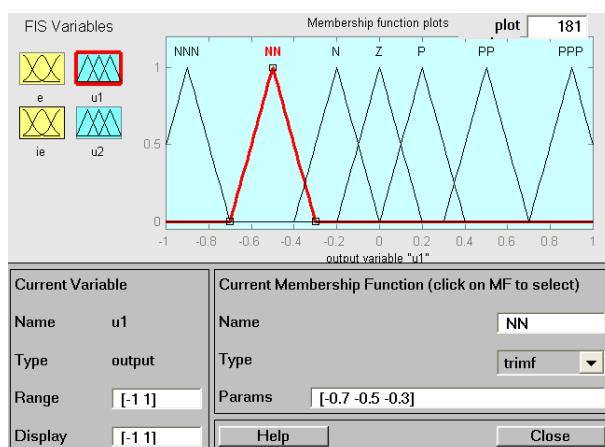 FIS Variables
Membership function plots
plot 181
e u1
ie u2
NNN NN N Z P PP PPP
1
0.5
0
-1 -0.8 -0.6 -0.4 -0.2 0 0.2 0.4 0.6 0.8 1
output variable "u1"
Current Variable
Name u1
Type output
Range [-1 1]
Display [-1 1]
Current Membership Function (click on MF to select)
Name NN
Type trimf
Params [-0.7 -0.5 -0.3]
Help Close